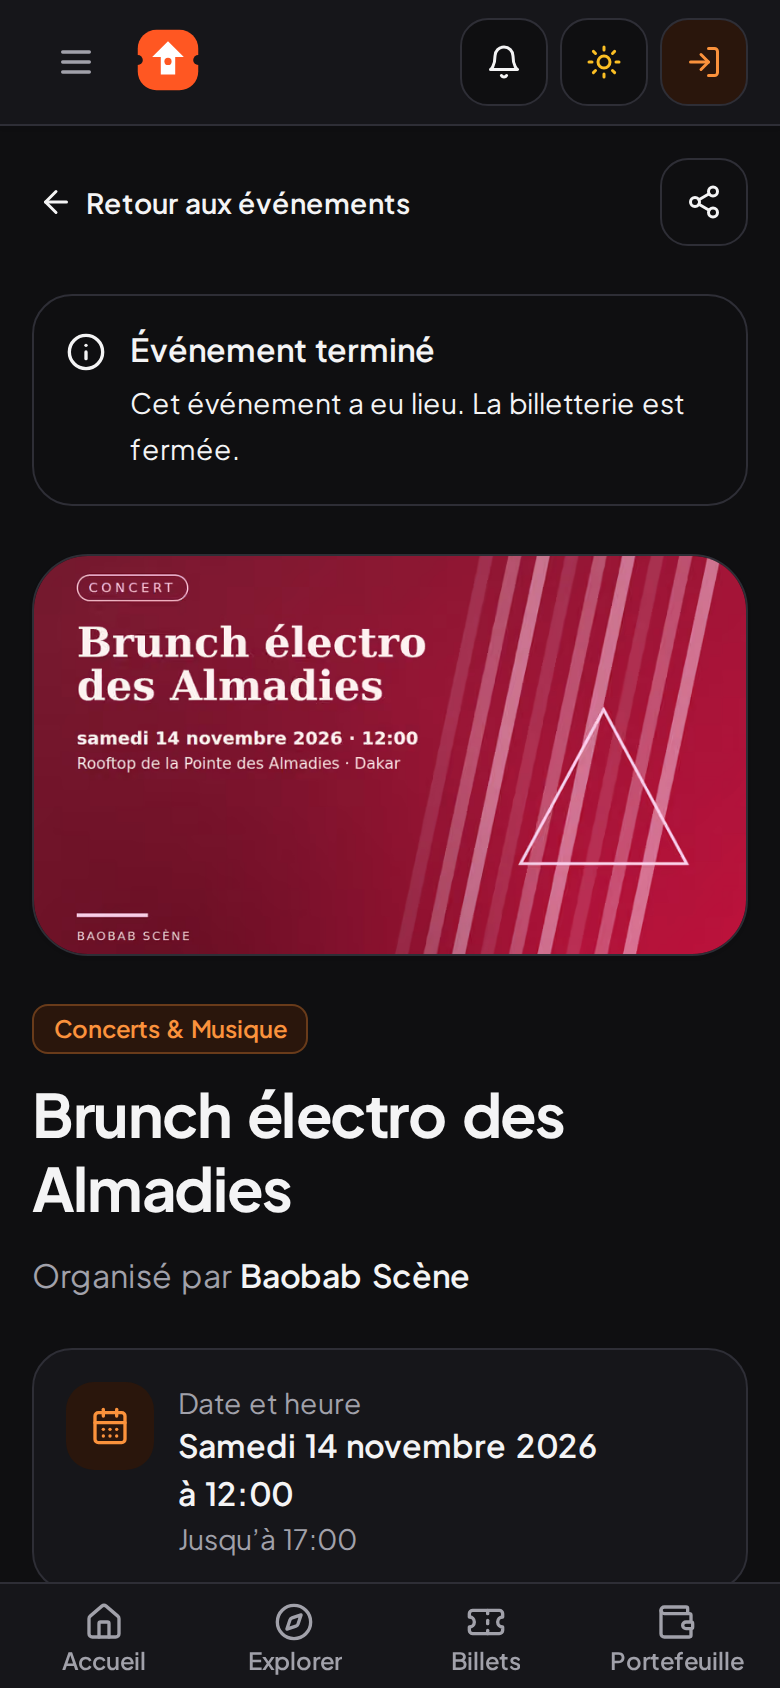 Retour aux événements
Événement terminé
Cet événement a eu lieu. La billetterie est
fermée.
CONCERT
Brunch électro
des Almadies
samedi 14 novembre 2026 · 12:00
Rooftop de la Pointe des Almadies · Dakar
BAOBAB SCÈNE
Concerts & Musique
Brunch électro des
Almadies
Organisé par Baobab Scène
Date et heure
Samedi 14 novembre 2026
à 12:00
Jusqu’à 17:00
Accueil
Explorer
Billets
Portefeuille